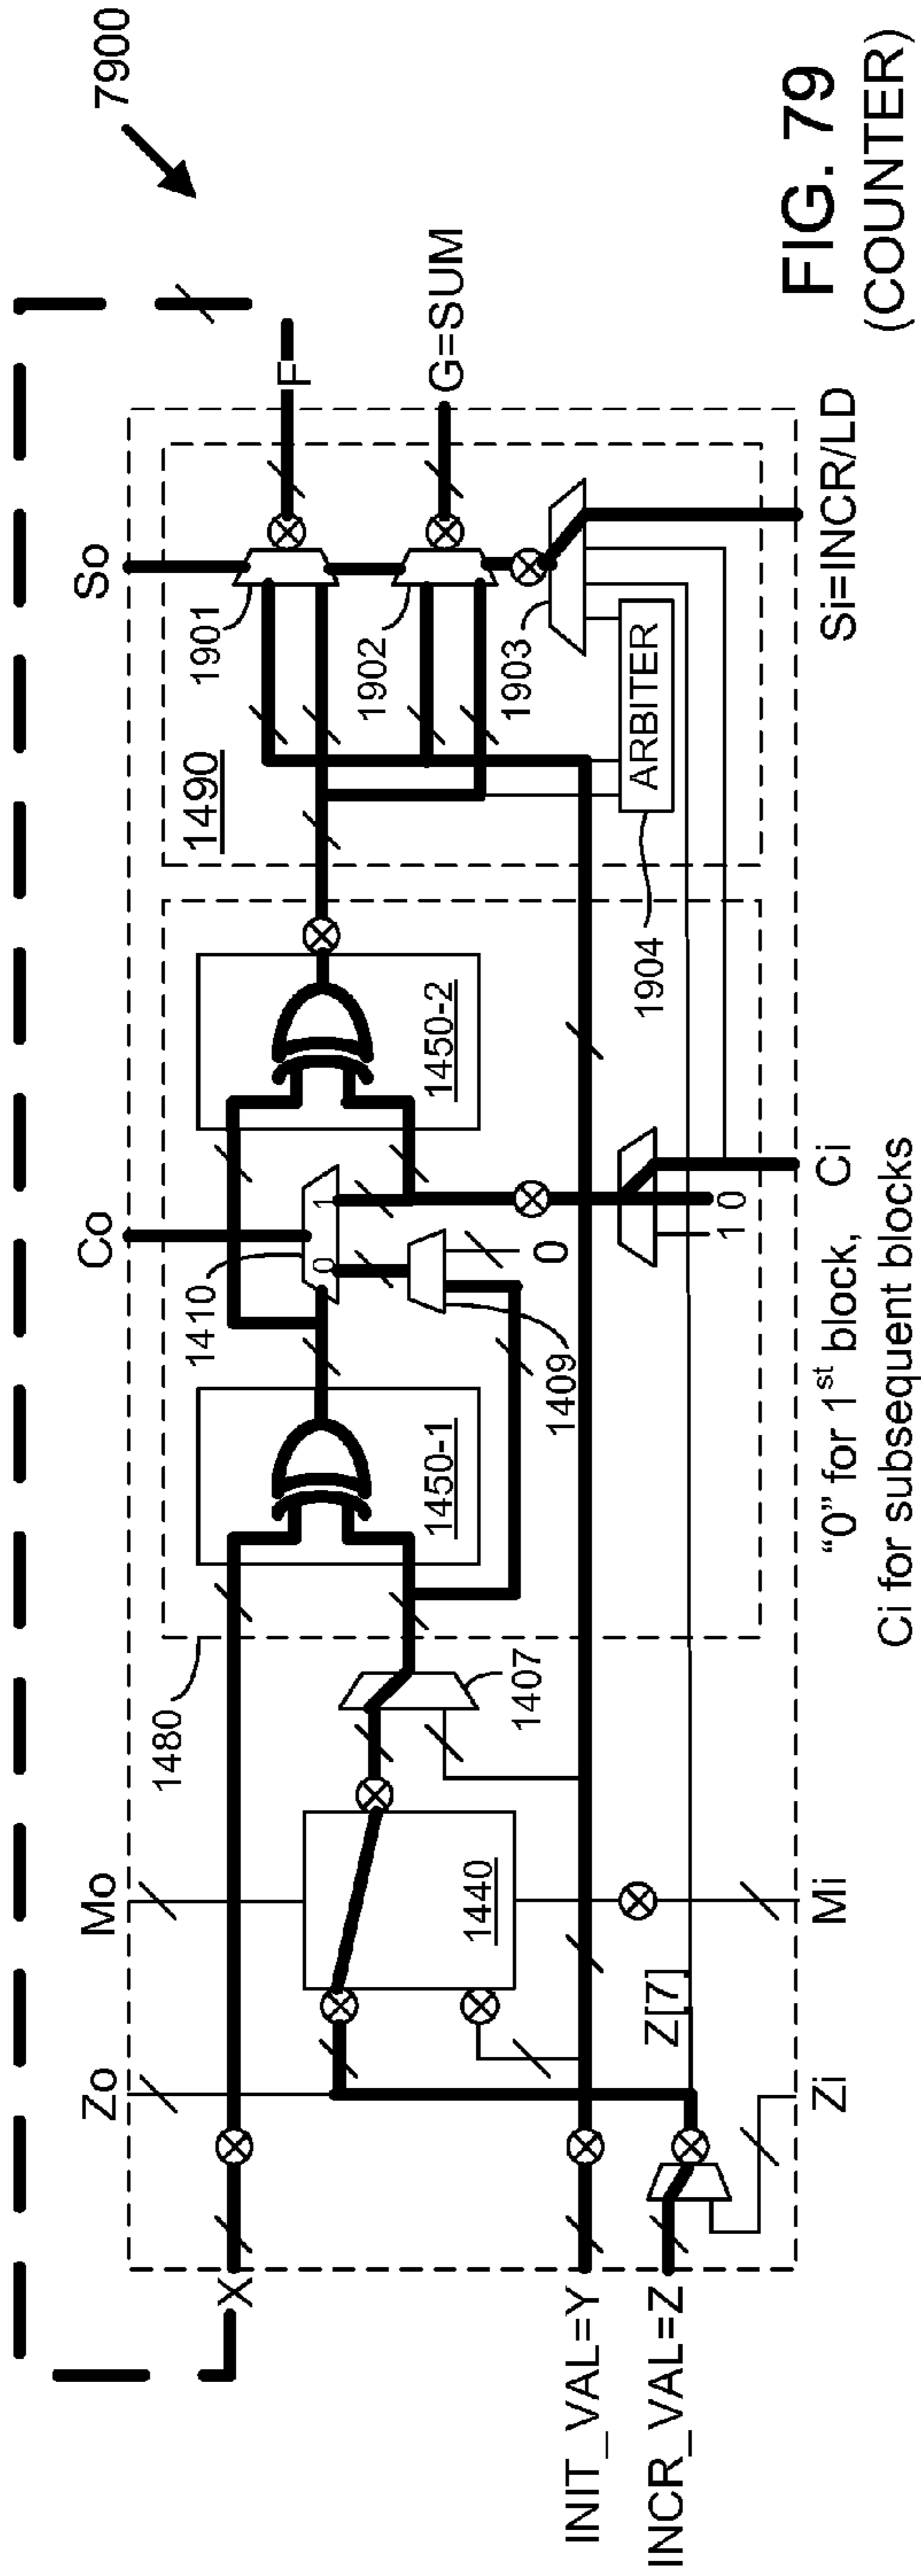 7900
So
Co
Mo
Zo
F
G=SUM
X
INIT_VAL=Y
INCR_VAL=Z
1480
1490
1901
1902
1903
1904
ARBITER
1410
0
1
1409
0
1450-1
1450-2
1407
1440
Z[7]
1 0
Zi
Mi
Ci
Si=INCR/LD
“0” for 1st block,
Ci for subsequent blocks
FIG. 79
(COUNTER)